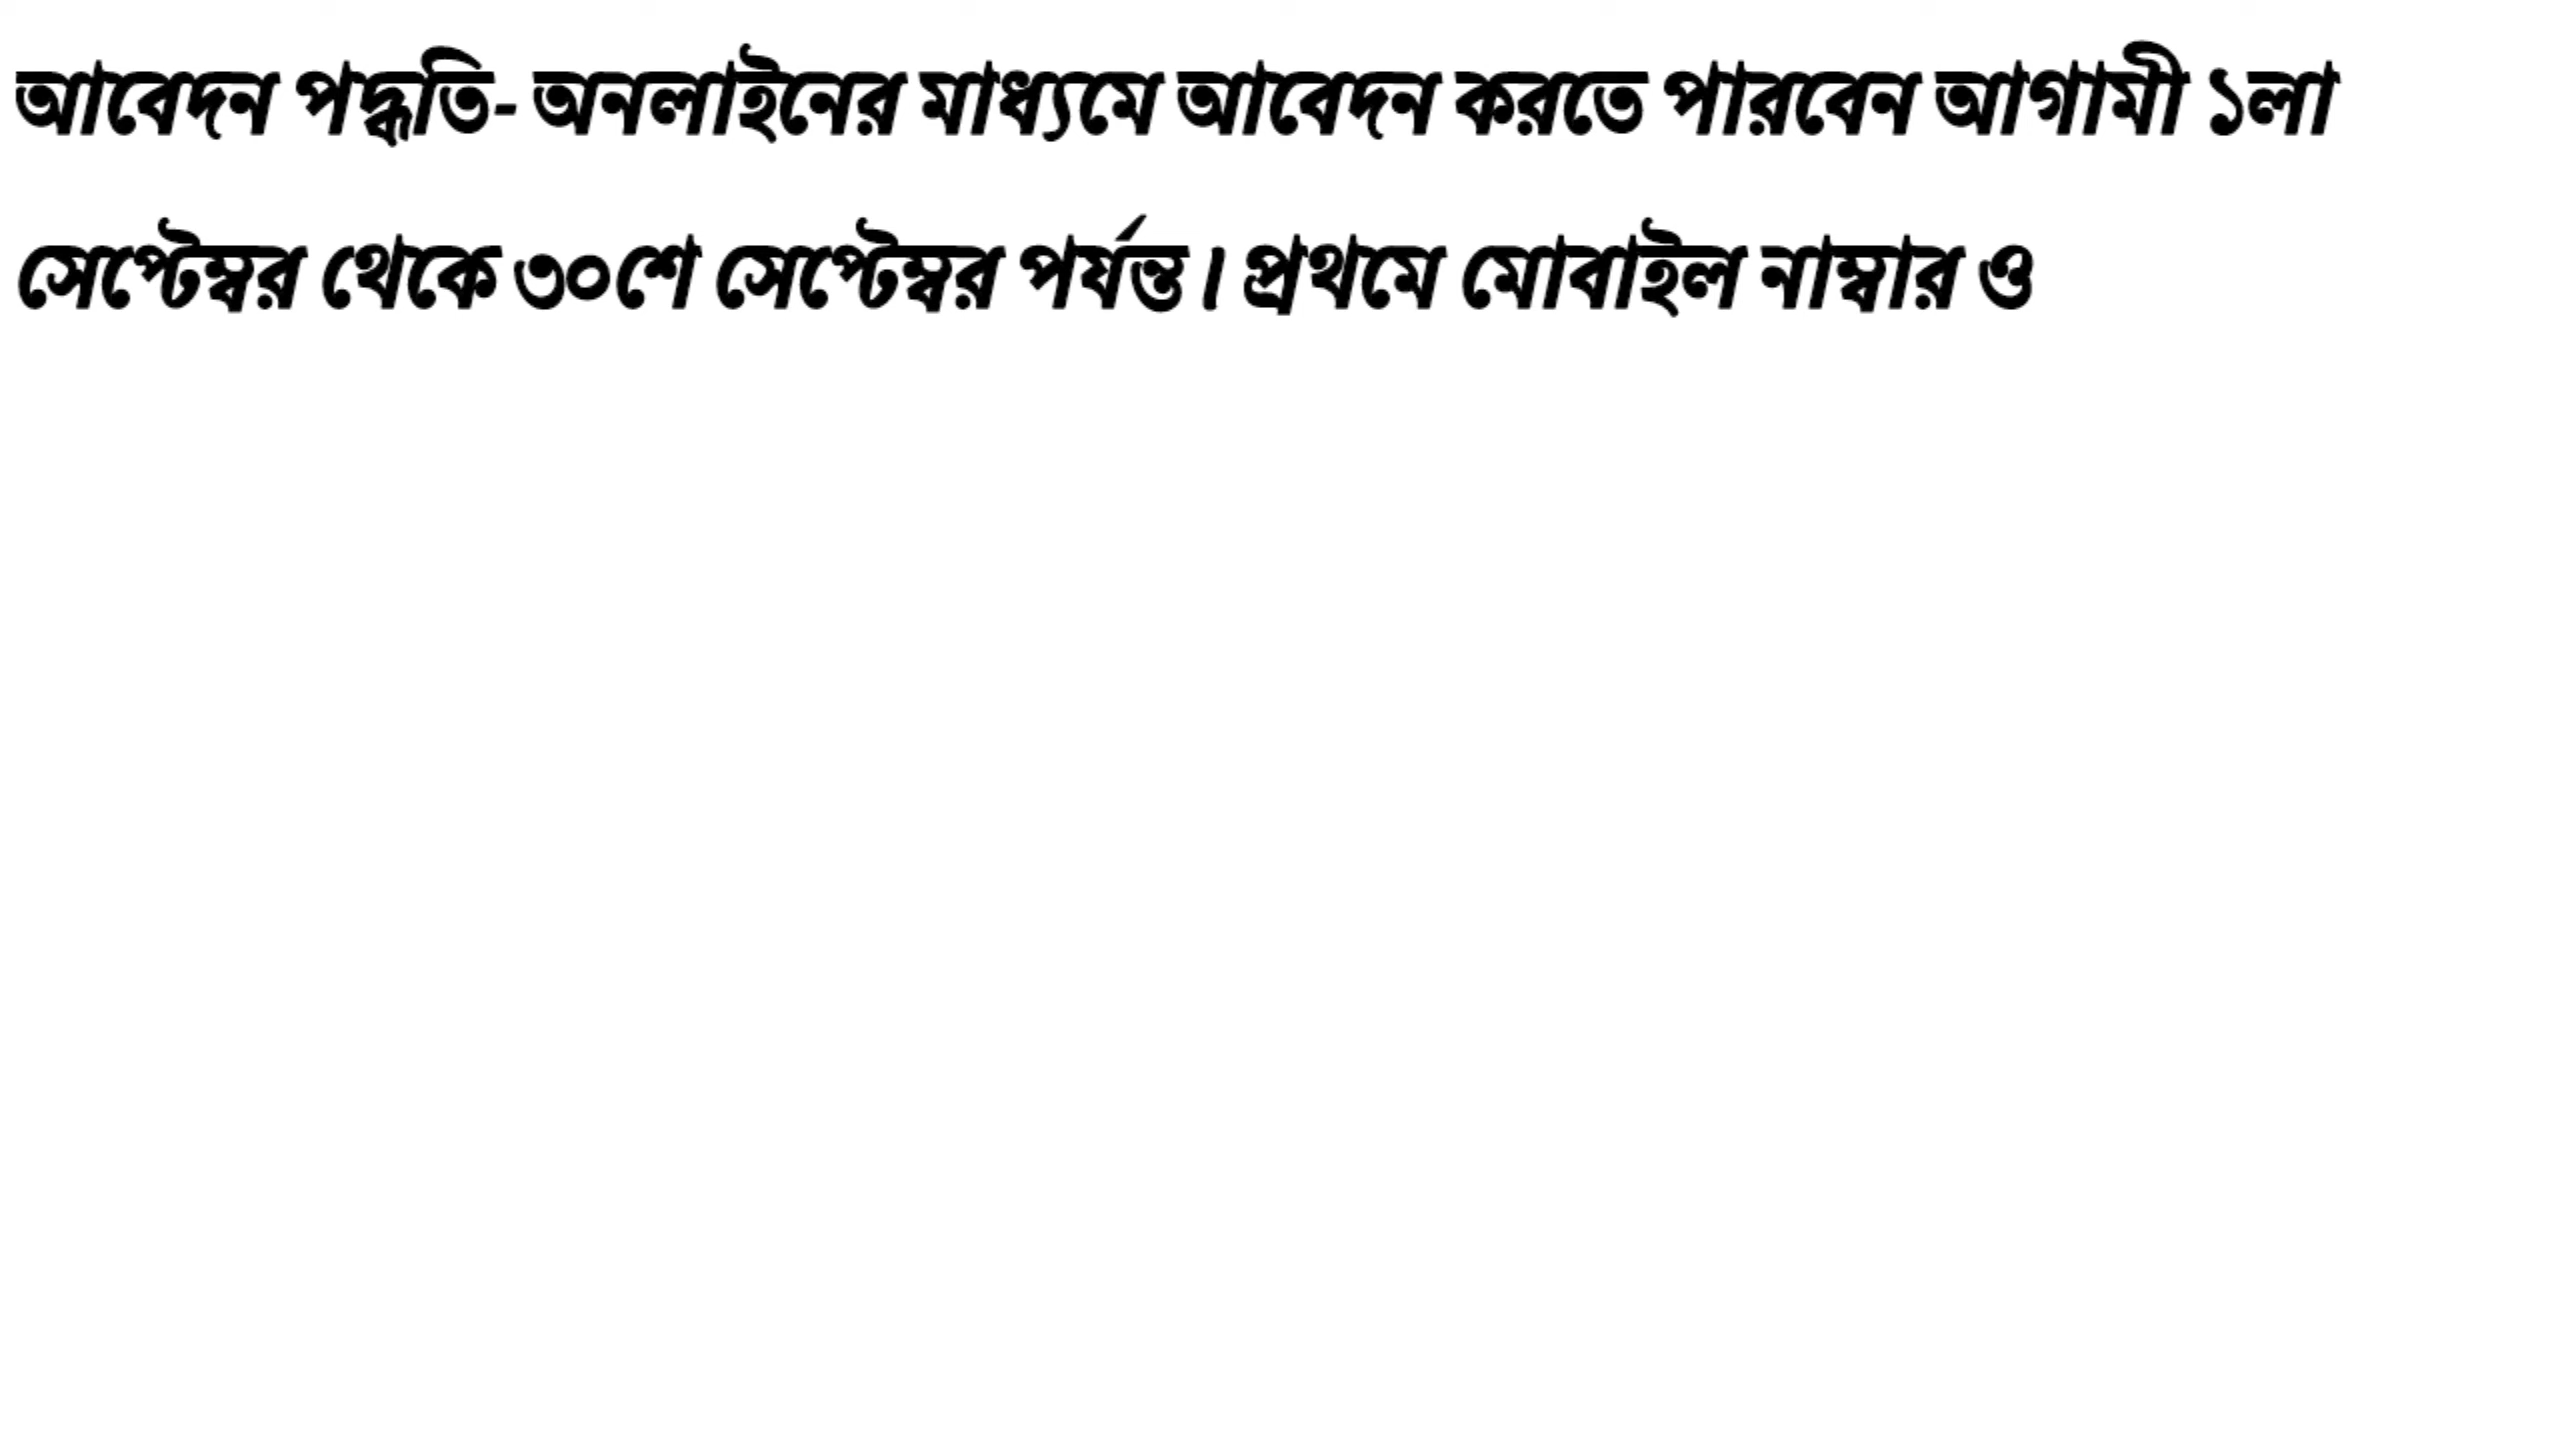 আবেদন পদ্ধতি- অনলাইনের মাধ্যমে আবেদন করতে পারবেন আগামী ১লা
সেপ্টেম্বর থেকে ৩০শে সেপ্টেম্বর পর্যন্ত। প্রথমে মোবাইল নাম্বার ও